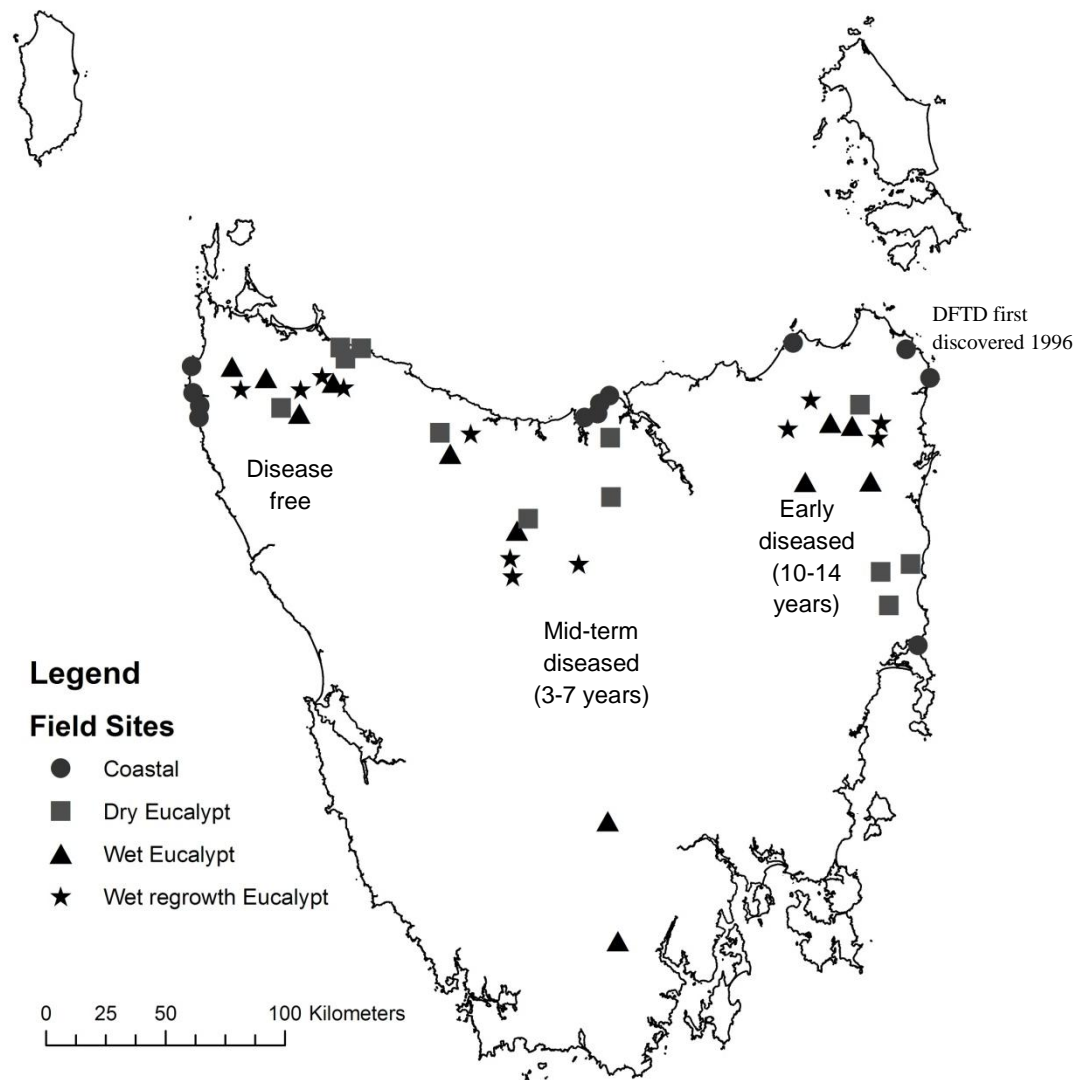 DFTD first
discovered 1996
Disease
free
Early
diseased
(10-14
years)
Mid-term
diseased
(3-7 years)
Legend
Field Sites
Coastal
Dry Eucalypt
Wet Eucalypt
Wet regrowth Eucalypt
0 25 50 100 Kilometers